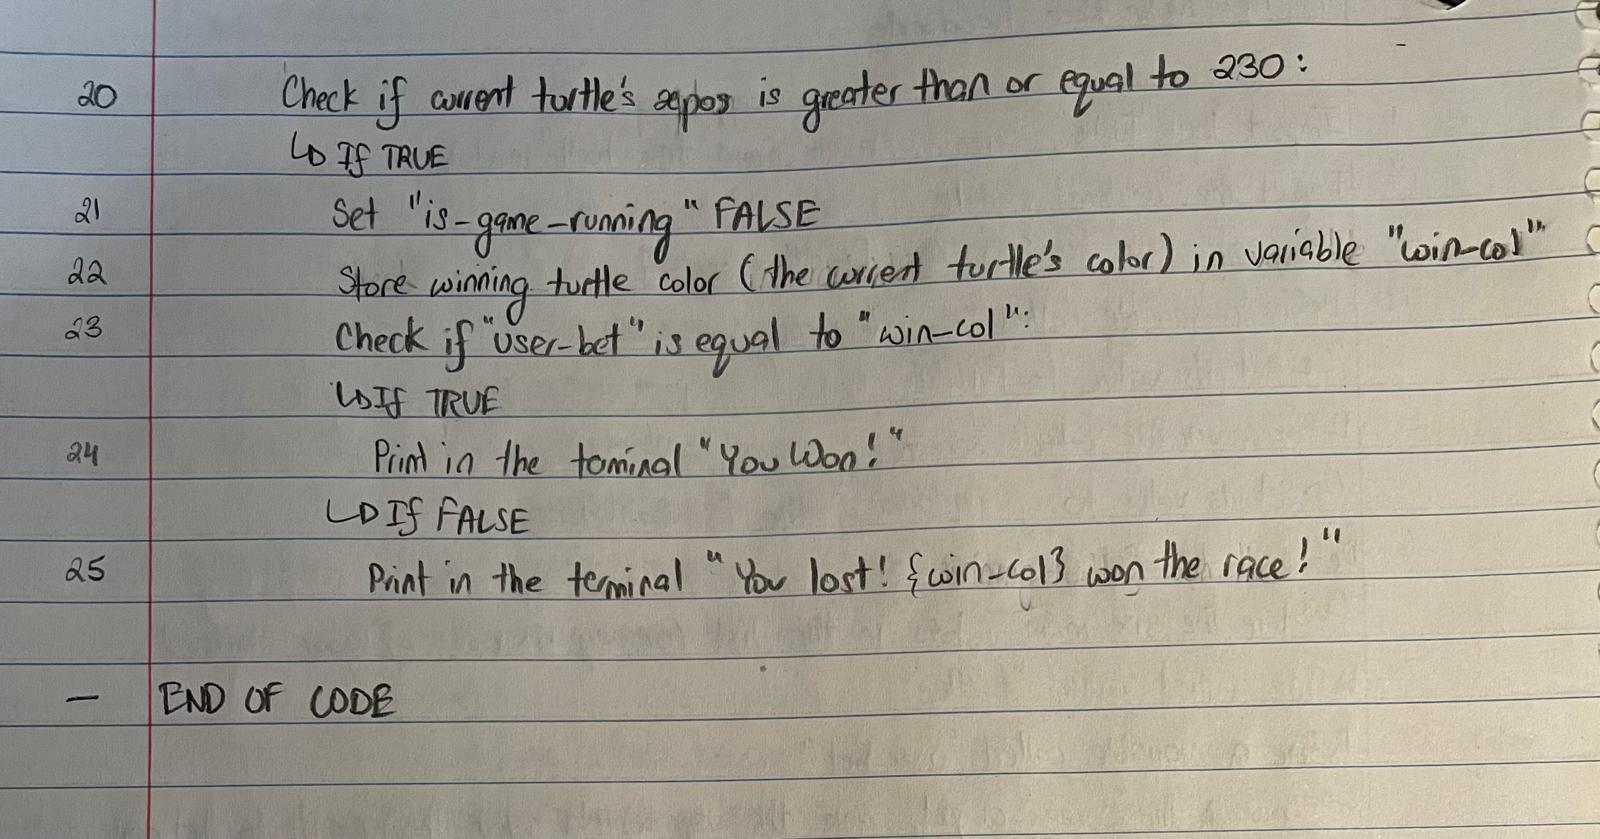 20 Check if current turtle's xpos is greater than or equal to 230:
↳ If TRUE
21 Set "is-game-running" FALSE
22 Store winning turtle color (the current turtle's color) in variable "win-col"
23 Check if "user-bet" is equal to "win-col":
↳ If TRUE
24 Print in the terminal "You Won!"
↳ If FALSE
25 Print in the terminal "You lost! {win-col} won the race!"
— END OF CODE